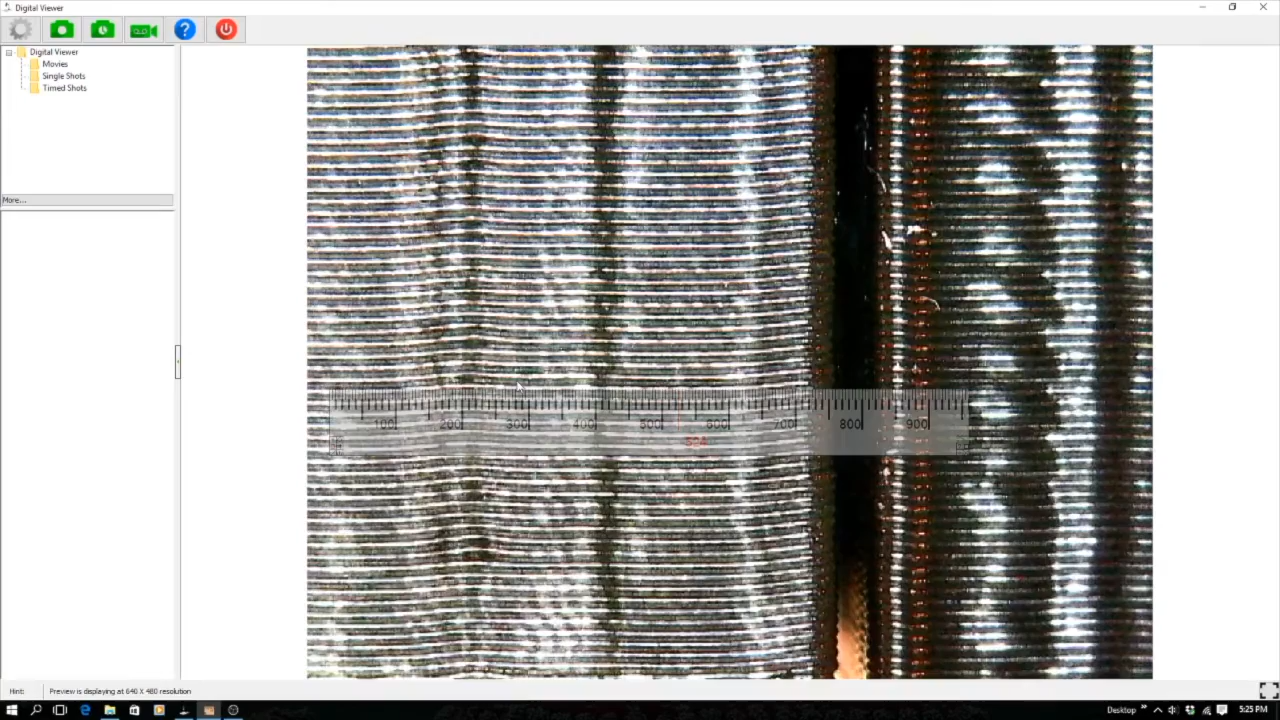 Digital Viewer
Digital Viewer
Movies
Single Shots
Timed Shots
More...
100 200 300 400 500 600 700 800 900
Hint: Preview is displaying at 640 X 480 resolution
Desktop 5:25 PM